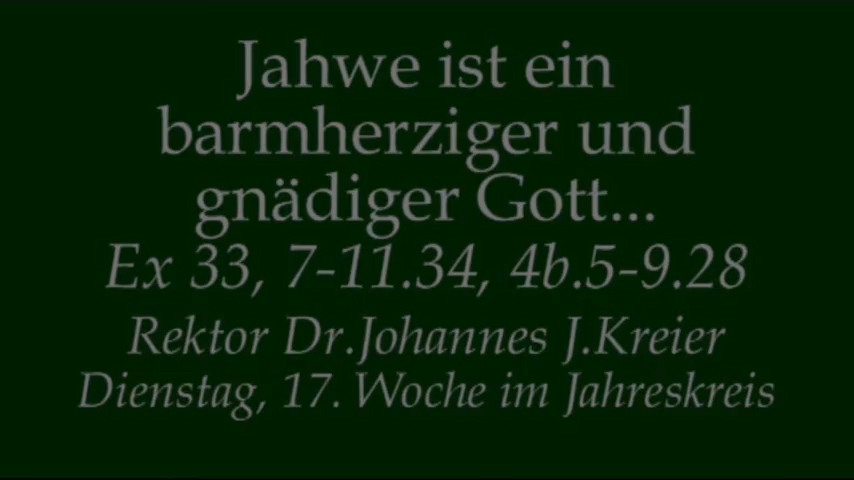 Jahwe ist ein
barmherziger und
gnädiger Gott...
Ex 33, 7-11.34, 4b.5-9.28
Rektor Dr.Johannes J.Kreier
Dienstag, 17. Woche im Jahreskreis